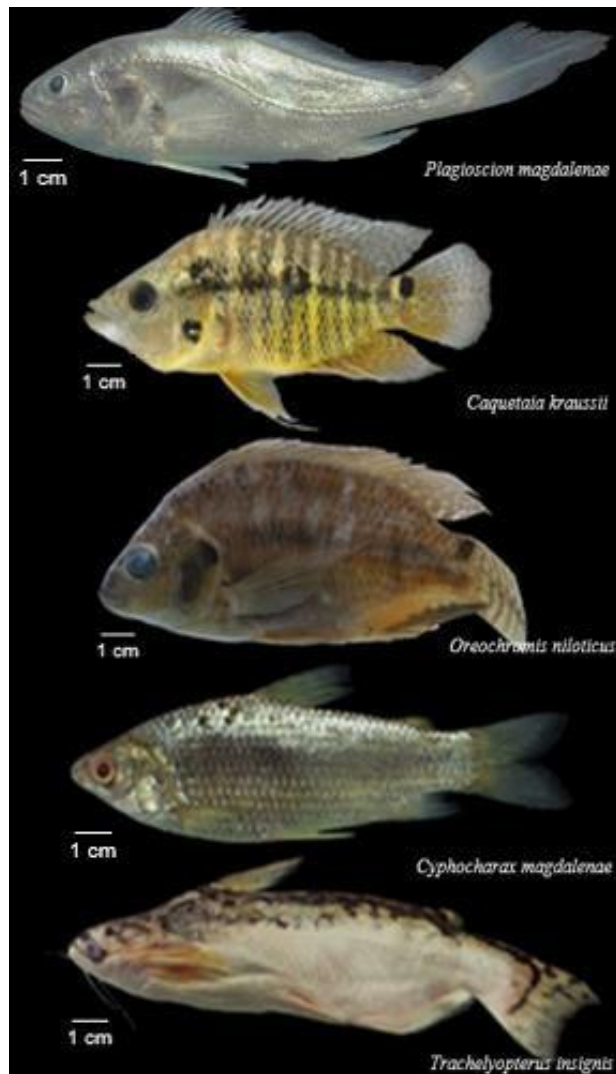 1 cm
Plagioscion magdalenae
1 cm
Caquetaia kraussii
1 cm
Oreochromis niloticus
1 cm
Cyphocharax magdalenae
1 cm
Trachelyopterus insignis